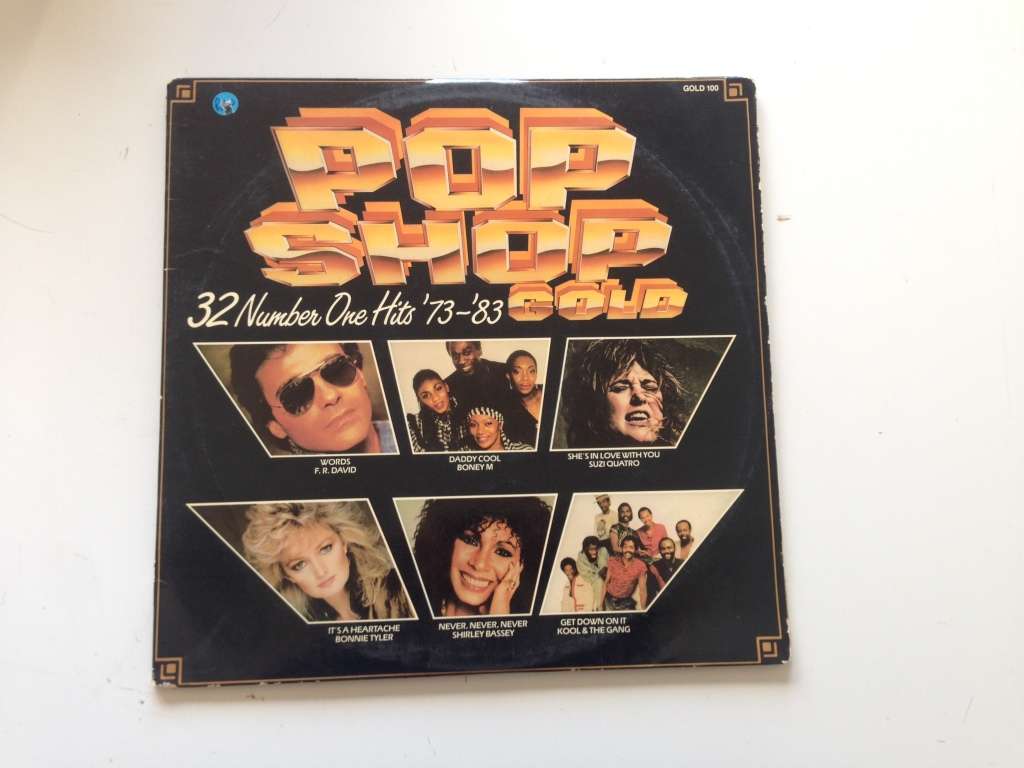 GOLD 100
POP
SHOP
GOLD
32 Number One Hits '73-'83
WORDS
F. R. DAVID
DADDY COOL
BONEY M
SHE'S IN LOVE WITH YOU
SUZI QUATRO
IT'S A HEARTACHE
BONNIE TYLER
NEVER, NEVER, NEVER
SHIRLEY BASSEY
GET DOWN ON IT
KOOL & THE GANG